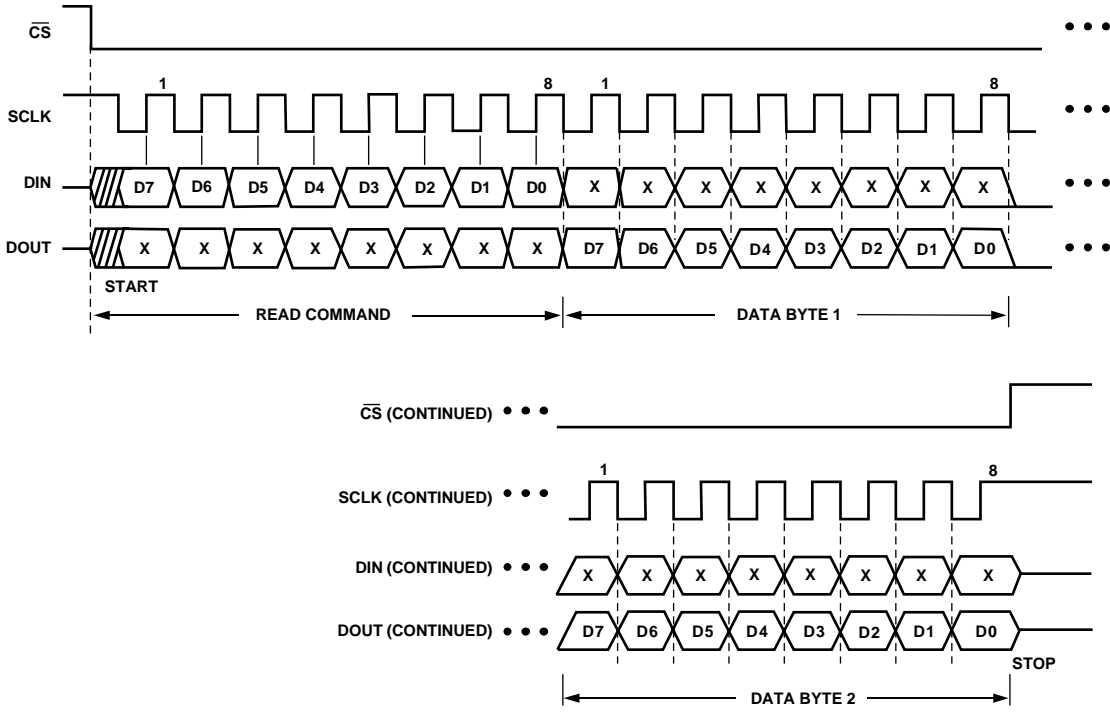 C̅S̅ • • •
1 8 1 8
SCLK • • •
DIN D7 D6 D5 D4 D3 D2 D1 D0 X X X X X X X X • • •
DOUT X X X X X X X X D7 D6 D5 D4 D3 D2 D1 D0 • • •
START
READ COMMAND DATA BYTE 1
C̅S̅ (CONTINUED) • • •
1 8
SCLK (CONTINUED) • • •
DIN (CONTINUED) • • • X X X X X X X X
DOUT (CONTINUED) • • • D7 D6 D5 D4 D3 D2 D1 D0
STOP
DATA BYTE 2